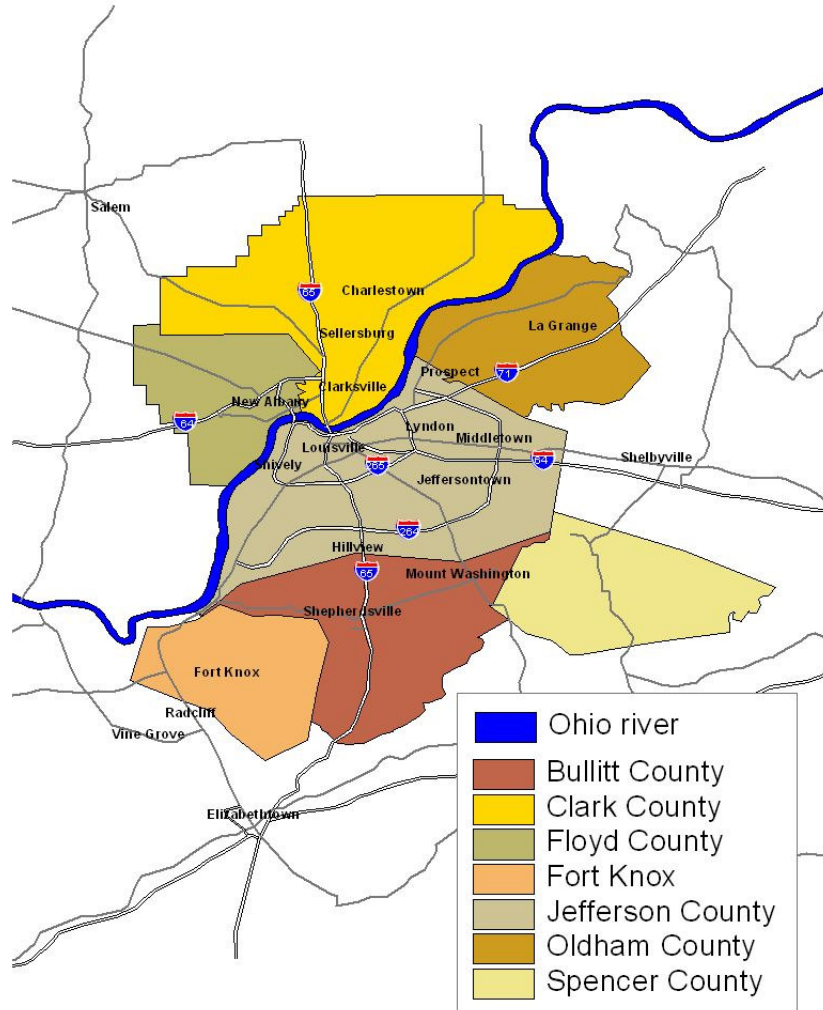 Salem
65
Charlestown
Sellersburg
La Grange
Prospect
71
Clarksville
New Albany
64
Lyndon
Middletown
Louisville
Shively
265
64
Shelbyville
Jeffersontown
264
Hillview
65
Mount Washington
Shepherdsville
Fort Knox
Radcliff
Vine Grove
Elizabethtown
Ohio river
Bullitt County
Clark County
Floyd County
Fort Knox
Jefferson County
Oldham County
Spencer County